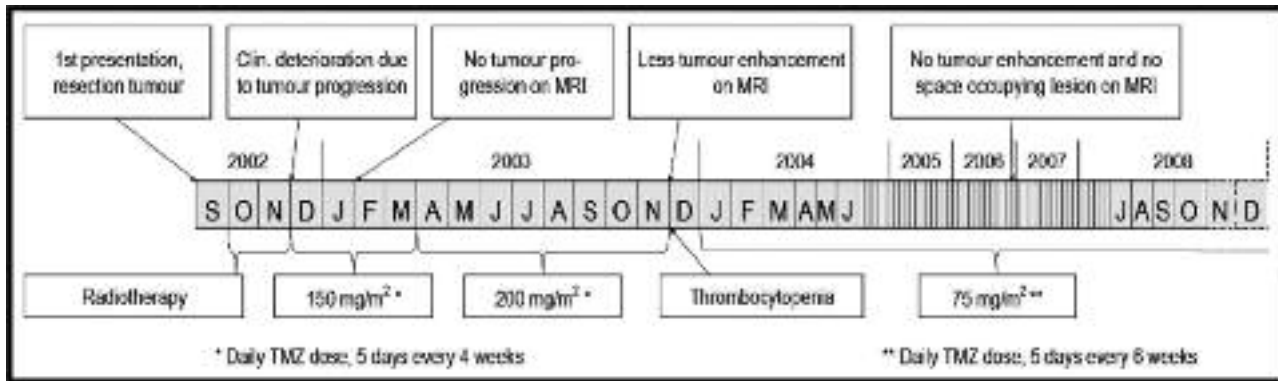 1st presentation,
resection tumour
Clin. deterioration due
to tumour progression
No tumour pro-
gression on MRI
Less tumour enhancement
on MRI
No tumour enhancement and no
space occupying lesion on MRI
2002 2003 2004 2005 2006 2007 2008
S O N D J F M A M J J A S O N D J F M A M J J A S O N D
Radiotherapy
150 mg/m² *
200 mg/m² *
Thrombocytopenia
75 mg/m² **
* Daily TMZ dose, 5 days every 4 weeks
** Daily TMZ dose, 5 days every 6 weeks